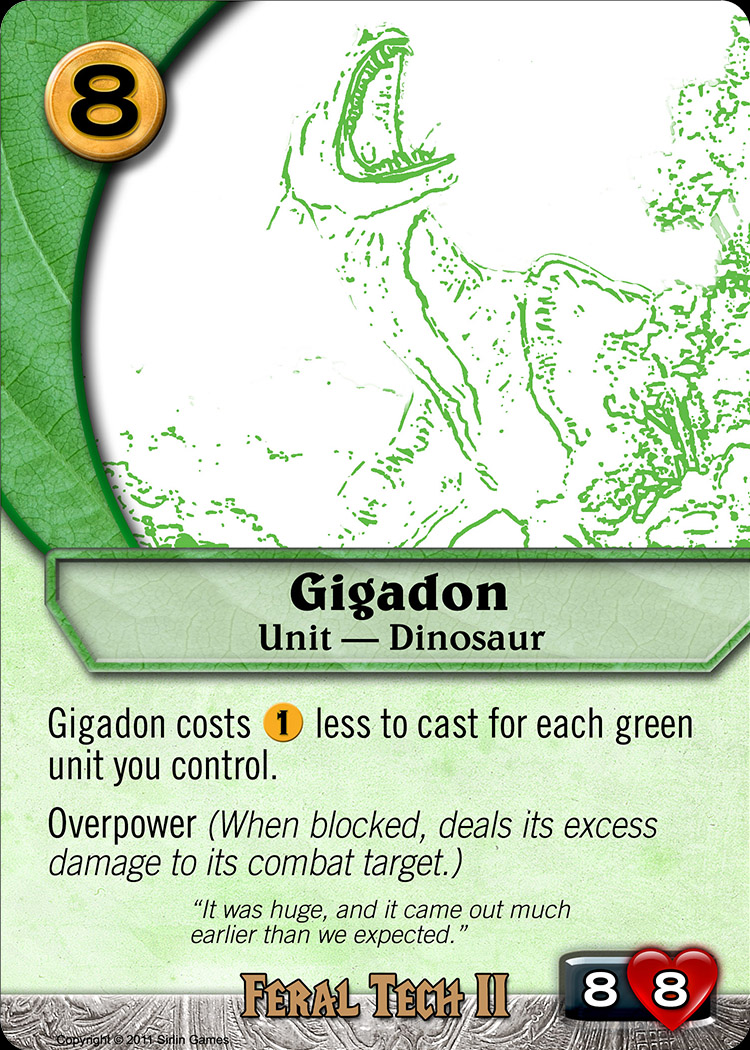 8
Gigadon
Unit — Dinosaur
Gigadon costs 1 less to cast for each green
unit you control.
Overpower (When blocked, deals its excess
damage to its combat target.)
“It was huge, and it came out much
earlier than we expected.”
Feral Tech II
8 8
Copyright © 2011 Sirlin Games